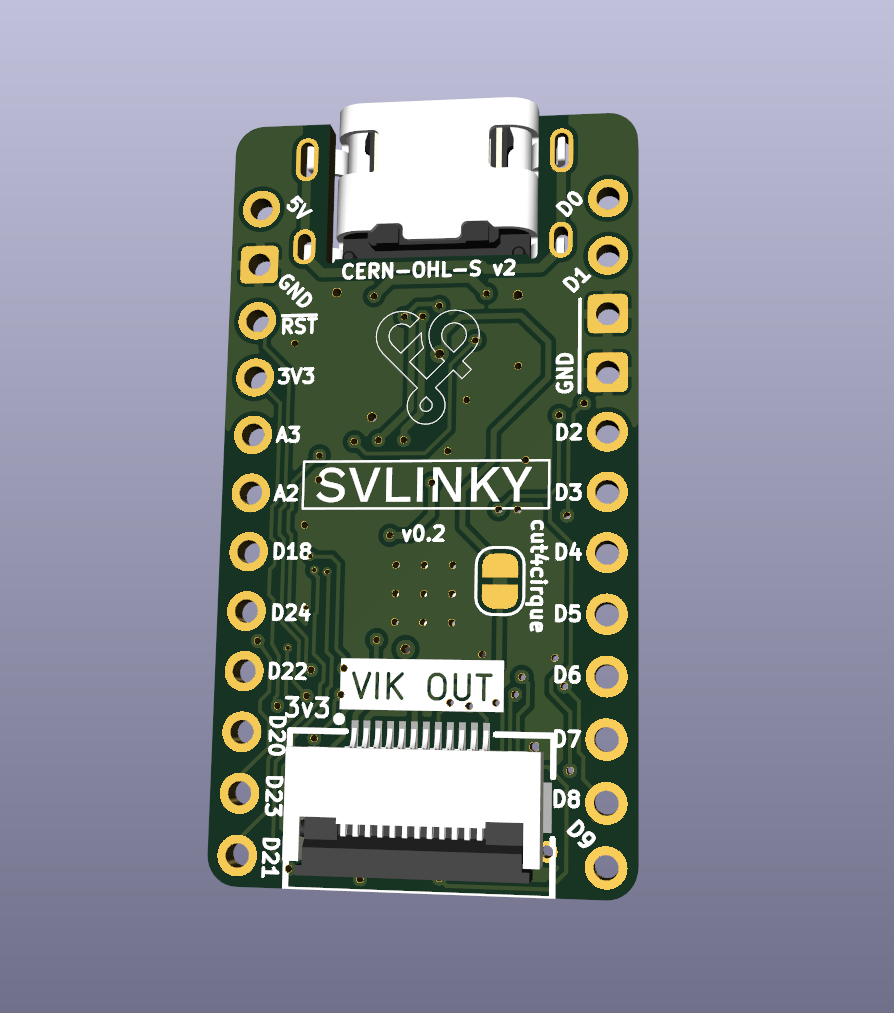 5V
D0
CERN-OHL-S v2
GND
D1
RST
3V3
GND
A3
D2
SVLINKY
A2
D3
v0.2
cut4cirque
D18
D4
D24
D5
D22
D6
VIK OUT
3v3
D20
D7
D23
D8
D21
D9